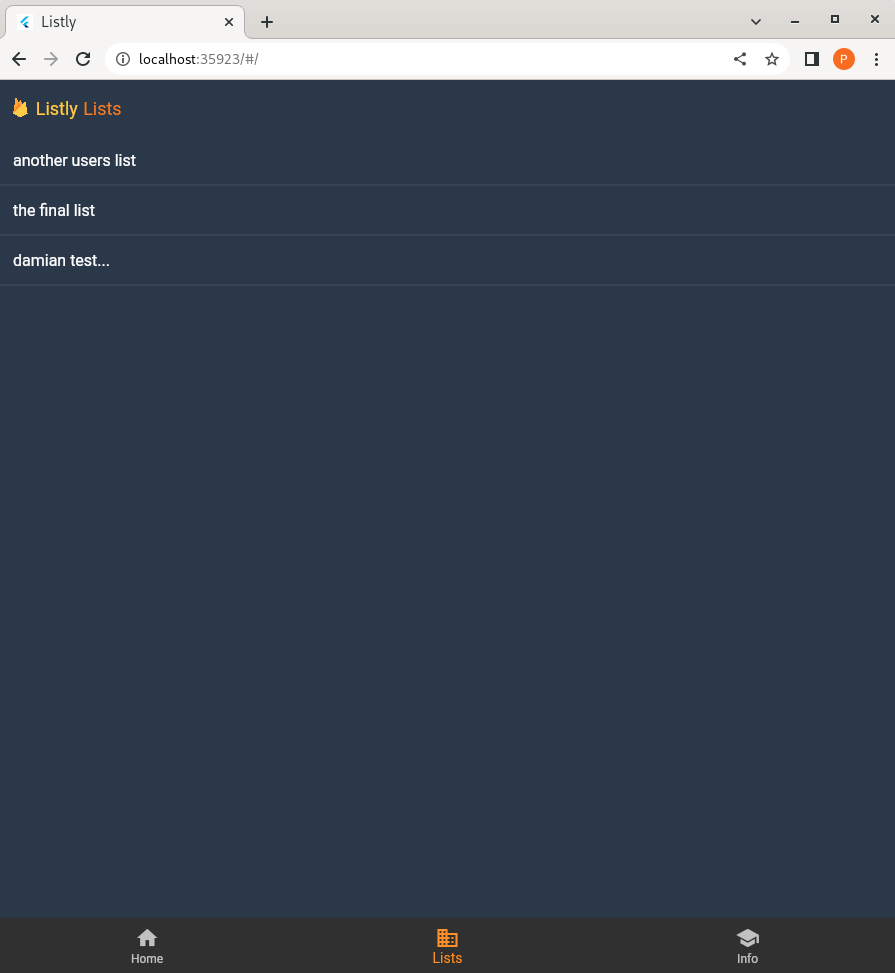 Listly
localhost:35923/#/
P
Listly Lists
another users list
the final list
damian test...
Home
Lists
Info